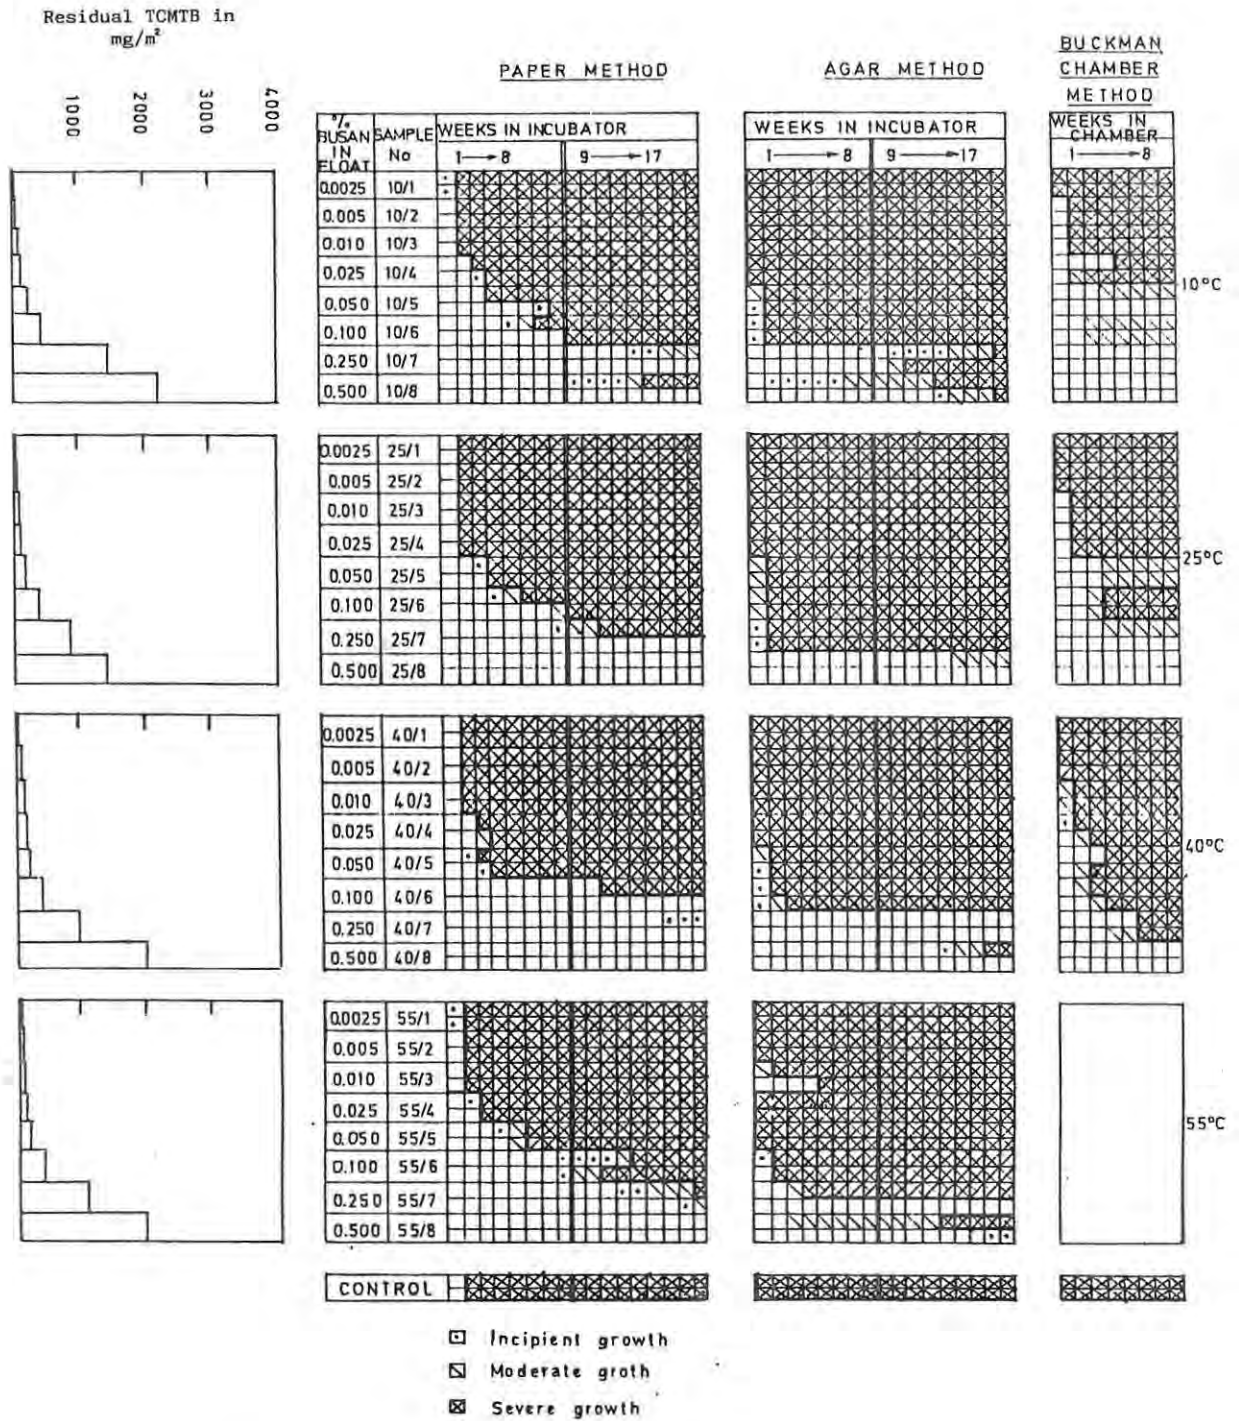 Residual TCMTB in
mg/m²
1000
2000
3000
4000
PAPER METHOD
AGAR METHOD
BUCKMAN
CHAMBER
METHOD
%
BUSAN
IN
FLOAT
SAMPLE
No
WEEKS IN INCUBATOR
1 → 8
9 → 17
WEEKS IN INCUBATOR
1 → 8
9 → 17
WEEKS IN
CHAMBER
1 → 8
0.0025 10/1
0.005 10/2
0.010 10/3
0.025 10/4
0.050 10/5
0.100 10/6
0.250 10/7
0.500 10/8
10°C
0.0025 25/1
0.005 25/2
0.010 25/3
0.025 25/4
0.050 25/5
0.100 25/6
0.250 25/7
0.500 25/8
25°C
0.0025 40/1
0.005 40/2
0.010 40/3
0.025 40/4
0.050 40/5
0.100 40/6
0.250 40/7
0.500 40/8
40°C
0.0025 55/1
0.005 55/2
0.010 55/3
0.025 55/4
0.050 55/5
0.100 55/6
0.250 55/7
0.500 55/8
55°C
CONTROL
Incipient growth
Moderate groth
Severe growth